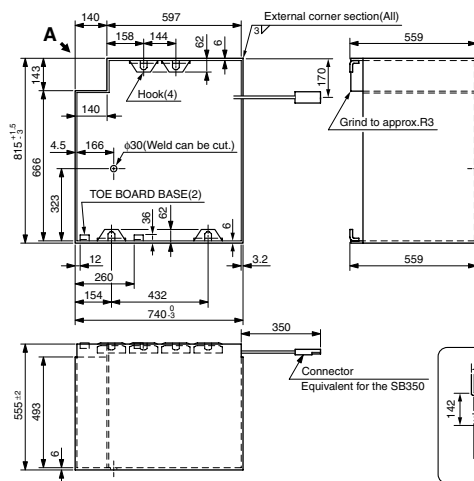 140
597
External corner section(All)
559
A
158
144
62
6
3
143
Hook(4)
170
140
Grind to approx.R3
815 +1.5 -3
666
4.5
166
ϕ30(Weld can be cut.)
323
TOE BOARD BASE(2)
36
62
6
12
3.2
559
260
154
432
740 0 -3
350
555 ±2
493
6
Connector
Equivalent for the SB350
142